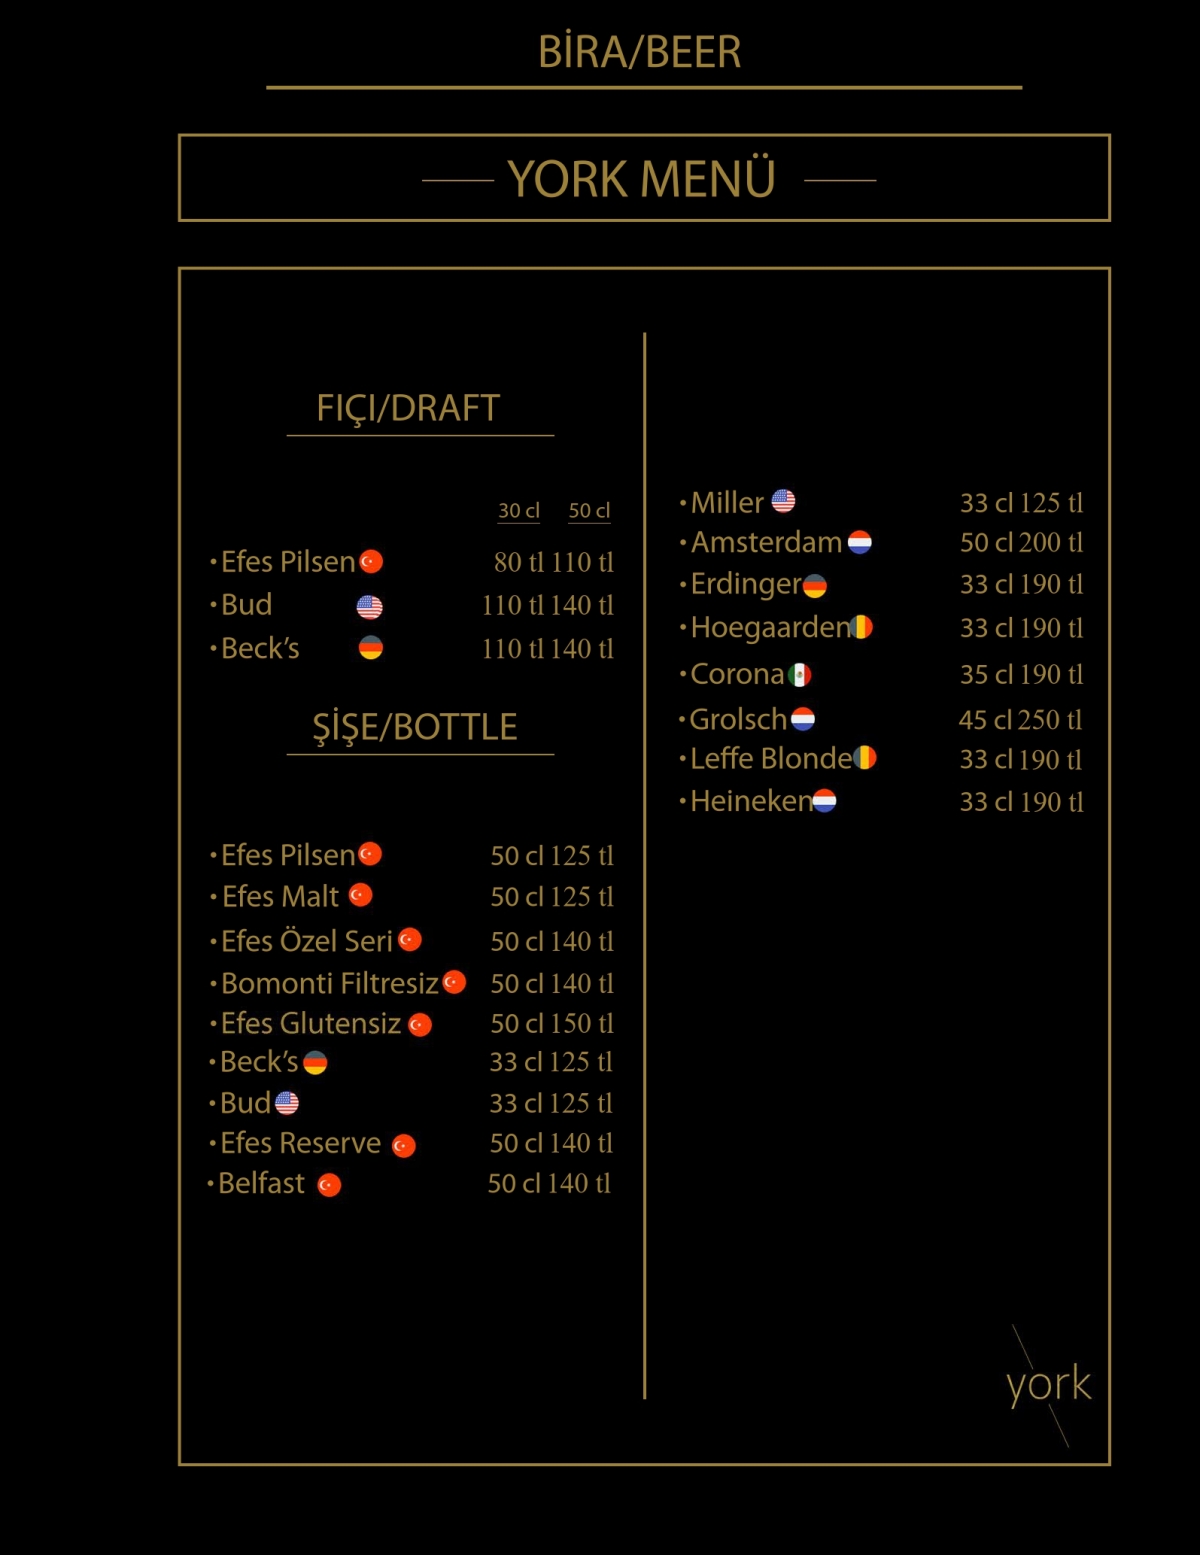 BİRA/BEER
YORK MENÜ
FIÇI/DRAFT
30 cl 50 cl
•Efes Pilsen 80 tl 110 tl
•Bud 110 tl 140 tl
•Beck’s 110 tl 140 tl
ŞİŞE/BOTTLE
•Efes Pilsen 50 cl 125 tl
•Efes Malt 50 cl 125 tl
•Efes Özel Seri 50 cl 140 tl
•Bomonti Filtresiz 50 cl 140 tl
•Efes Glutensiz 50 cl 150 tl
•Beck’s 33 cl 125 tl
•Bud 33 cl 125 tl
•Efes Reserve 50 cl 140 tl
•Belfast 50 cl 140 tl
•Miller 33 cl 125 tl
•Amsterdam 50 cl 200 tl
•Erdinger 33 cl 190 tl
•Hoegaarden 33 cl 190 tl
•Corona 35 cl 190 tl
•Grolsch 45 cl 250 tl
•Leffe Blonde 33 cl 190 tl
•Heineken 33 cl 190 tl
york